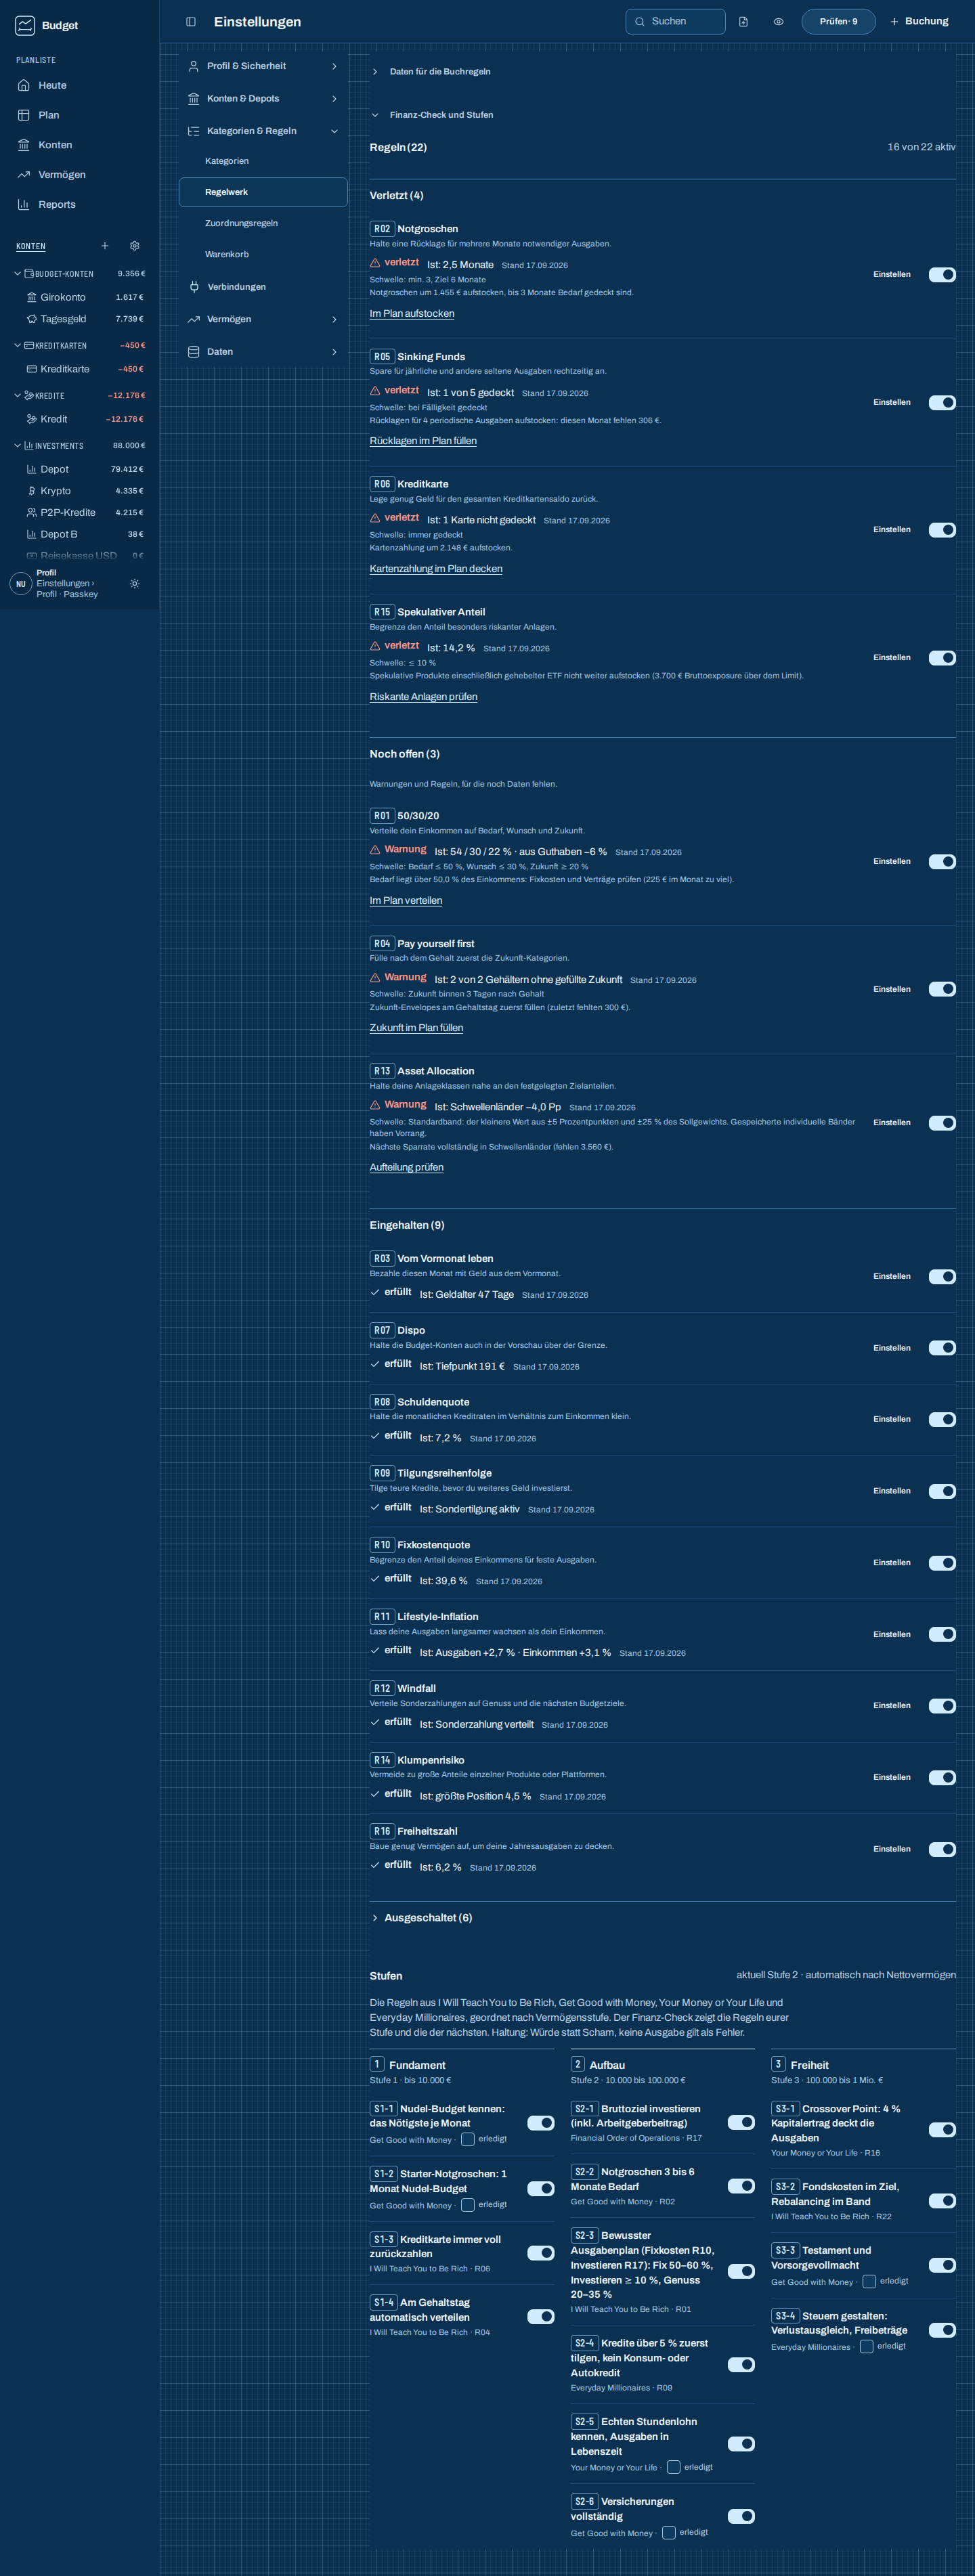 Budget
PLANLISTE
Heute
Plan
Konten
Vermögen
Reports
KONTEN
BUDGET-KONTEN 9.356 €
Girokonto 1.617 €
Tagesgeld 7.739 €
KREDITKARTEN −450 €
Kreditkarte −450 €
KREDITE −12.176 €
Kredit −12.176 €
INVESTMENTS 88.000 €
Depot 79.412 €
Krypto 4.335 €
P2P-Kredite 4.215 €
Depot B 38 €
Reisekasse USD 0 €
NU
Profil
Einstellungen ›
Profil · Passkey
Einstellungen
Suchen
Prüfen · 9
Buchung
Profil & Sicherheit
Konten & Depots
Kategorien & Regeln
Kategorien
Regelwerk
Zuordnungsregeln
Warenkorb
Verbindungen
Vermögen
Daten
Daten für die Buchregeln
Finanz-Check und Stufen
Regeln (22) 16 von 22 aktiv
Verletzt (4)
R02 Notgroschen
Halte eine Rücklage für mehrere Monate notwendiger Ausgaben.
verletzt Ist: 2,5 Monate Stand 17.09.2026
Einstellen
Schwelle: min. 3, Ziel 6 Monate
Notgroschen um 1.455 € aufstocken, bis 3 Monate Bedarf gedeckt sind.
Im Plan aufstocken
R05 Sinking Funds
Spare für jährliche und andere seltene Ausgaben rechtzeitig an.
verletzt Ist: 1 von 5 gedeckt Stand 17.09.2026
Einstellen
Schwelle: bei Fälligkeit gedeckt
Rücklagen für 4 periodische Ausgaben aufstocken: diesen Monat fehlen 306 €.
Rücklagen im Plan füllen
R06 Kreditkarte
Lege genug Geld für den gesamten Kreditkartensaldo zurück.
verletzt Ist: 1 Karte nicht gedeckt Stand 17.09.2026
Einstellen
Schwelle: immer gedeckt
Kartenzahlung um 2.148 € aufstocken.
Kartenzahlung im Plan decken
R15 Spekulativer Anteil
Begrenze den Anteil besonders riskanter Anlagen.
verletzt Ist: 14,2 % Stand 17.09.2026
Einstellen
Schwelle: ≤ 10 %
Spekulative Produkte einschließlich gehebelter ETF nicht weiter aufstocken (3.700 € Bruttoexposure über dem Limit).
Riskante Anlagen prüfen
Noch offen (3)
Warnungen und Regeln, für die noch Daten fehlen.
R01 50/30/20
Verteile dein Einkommen auf Bedarf, Wunsch und Zukunft.
Warnung Ist: 54 / 30 / 22 % · aus Guthaben −6 % Stand 17.09.2026
Einstellen
Schwelle: Bedarf ≤ 50 %, Wunsch ≤ 30 %, Zukunft ≥ 20 %
Bedarf liegt über 50,0 % des Einkommens: Fixkosten und Verträge prüfen (225 € im Monat zu viel).
Im Plan verteilen
R04 Pay yourself first
Fülle nach dem Gehalt zuerst die Zukunft-Kategorien.
Warnung Ist: 2 von 2 Gehältern ohne gefüllte Zukunft Stand 17.09.2026
Einstellen
Schwelle: Zukunft binnen 3 Tagen nach Gehalt
Zukunft-Envelopes am Gehaltstag zuerst füllen (zuletzt fehlten 300 €).
Zukunft im Plan füllen
R13 Asset Allocation
Halte deine Anlageklassen nahe an den festgelegten Zielanteilen.
Warnung Ist: Schwellenländer −4,0 Pp Stand 17.09.2026
Einstellen
Schwelle: Standardband: der kleinere Wert aus ±5 Prozentpunkten und ±25 % des Sollgewichts. Gespeicherte individuelle Bänder
haben Vorrang.
Nächste Sparrate vollständig in Schwellenländer (fehlen 3.560 €).
Aufteilung prüfen
Eingehalten (9)
R03 Vom Vormonat leben
Bezahle diesen Monat mit Geld aus dem Vormonat.
Einstellen
erfüllt Ist: Geldalter 47 Tage Stand 17.09.2026
R07 Dispo
Halte die Budget-Konten auch in der Vorschau über der Grenze.
Einstellen
erfüllt Ist: Tiefpunkt 191 € Stand 17.09.2026
R08 Schuldenquote
Halte die monatlichen Kreditraten im Verhältnis zum Einkommen klein.
Einstellen
erfüllt Ist: 7,2 % Stand 17.09.2026
R09 Tilgungsreihenfolge
Tilge teure Kredite, bevor du weiteres Geld investierst.
Einstellen
erfüllt Ist: Sondertilgung aktiv Stand 17.09.2026
R10 Fixkostenquote
Begrenze den Anteil deines Einkommens für feste Ausgaben.
Einstellen
erfüllt Ist: 39,6 % Stand 17.09.2026
R11 Lifestyle-Inflation
Lass deine Ausgaben langsamer wachsen als dein Einkommen.
Einstellen
erfüllt Ist: Ausgaben +2,7 % · Einkommen +3,1 % Stand 17.09.2026
R12 Windfall
Verteile Sonderzahlungen auf Genuss und die nächsten Budgetziele.
Einstellen
erfüllt Ist: Sonderzahlung verteilt Stand 17.09.2026
R14 Klumpenrisiko
Vermeide zu große Anteile einzelner Produkte oder Plattformen.
Einstellen
erfüllt Ist: größte Position 4,5 % Stand 17.09.2026
R16 Freiheitszahl
Baue genug Vermögen auf, um deine Jahresausgaben zu decken.
Einstellen
erfüllt Ist: 6,2 % Stand 17.09.2026
Ausgeschaltet (6)
Stufen aktuell Stufe 2 · automatisch nach Nettovermögen
Die Regeln aus I Will Teach You to Be Rich, Get Good with Money, Your Money or Your Life und
Everyday Millionaires, geordnet nach Vermögensstufe. Der Finanz-Check zeigt die Regeln eurer
Stufe und die der nächsten. Haltung: Würde statt Scham, keine Ausgabe gilt als Fehler.
1 Fundament
Stufe 1 · bis 10.000 €
S1-1 Nudel-Budget kennen:
das Nötigste je Monat
Get Good with Money · erledigt
S1-2 Starter-Notgroschen: 1
Monat Nudel-Budget
Get Good with Money · erledigt
S1-3 Kreditkarte immer voll
zurückzahlen
I Will Teach You to Be Rich · R06
S1-4 Am Gehaltstag
automatisch verteilen
I Will Teach You to Be Rich · R04
2 Aufbau
Stufe 2 · 10.000 bis 100.000 €
S2-1 Bruttoziel investieren
(inkl. Arbeitgeberbeitrag)
Financial Order of Operations · R17
S2-2 Notgroschen 3 bis 6
Monate Bedarf
Get Good with Money · R02
S2-3 Bewusster
Ausgabenplan (Fixkosten R10,
Investieren R17): Fix 50–60 %,
Investieren ≥ 10 %, Genuss
20–35 %
I Will Teach You to Be Rich · R01
S2-4 Kredite über 5 % zuerst
tilgen, kein Konsum- oder
Autokredit
Everyday Millionaires · R09
S2-5 Echten Stundenlohn
kennen, Ausgaben in
Lebenszeit
Your Money or Your Life · erledigt
S2-6 Versicherungen
vollständig
Get Good with Money · erledigt
3 Freiheit
Stufe 3 · 100.000 bis 1 Mio. €
S3-1 Crossover Point: 4 %
Kapitalertrag deckt die
Ausgaben
Your Money or Your Life · R16
S3-2 Fondskosten im Ziel,
Rebalancing im Band
I Will Teach You to Be Rich · R22
S3-3 Testament und
Vorsorgevollmacht
Get Good with Money · erledigt
S3-4 Steuern gestalten:
Verlustausgleich, Freibeträge
Everyday Millionaires · erledigt